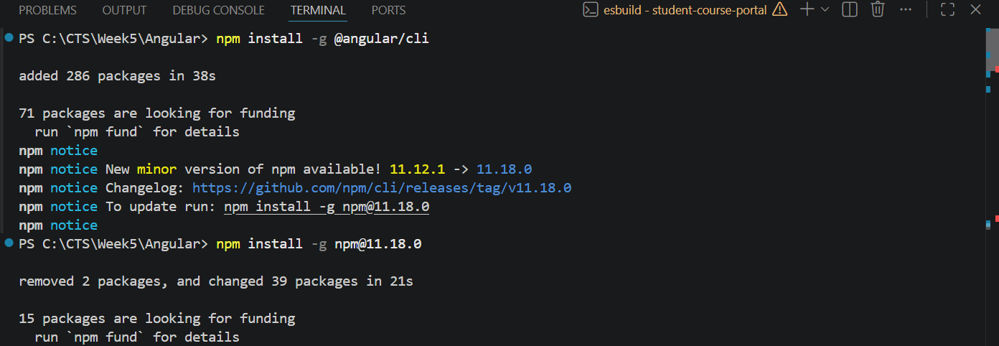 PROBLEMS OUTPUT DEBUG CONSOLE TERMINAL PORTS esbuild - student-course-portal
PS C:\CTS\Week5\Angular> npm install -g @angular/cli
added 286 packages in 38s
71 packages are looking for funding
  run `npm fund` for details
npm notice
npm notice New minor version of npm available! 11.12.1 -> 11.18.0
npm notice Changelog: https://github.com/npm/cli/releases/tag/v11.18.0
npm notice To update run: npm install -g npm@11.18.0
npm notice
PS C:\CTS\Week5\Angular> npm install -g npm@11.18.0
removed 2 packages, and changed 39 packages in 21s
15 packages are looking for funding
  run `npm fund` for details